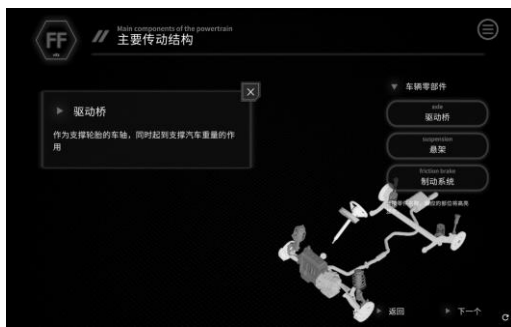 FF
Main components of the powertrain
主要传动结构
驱动桥
作为支撑轮胎的车轴，同时起到支撑汽车重量的作
用
车辆零部件
axle
驱动桥
suspension
悬架
friction brake
制动系统
返回
下一个